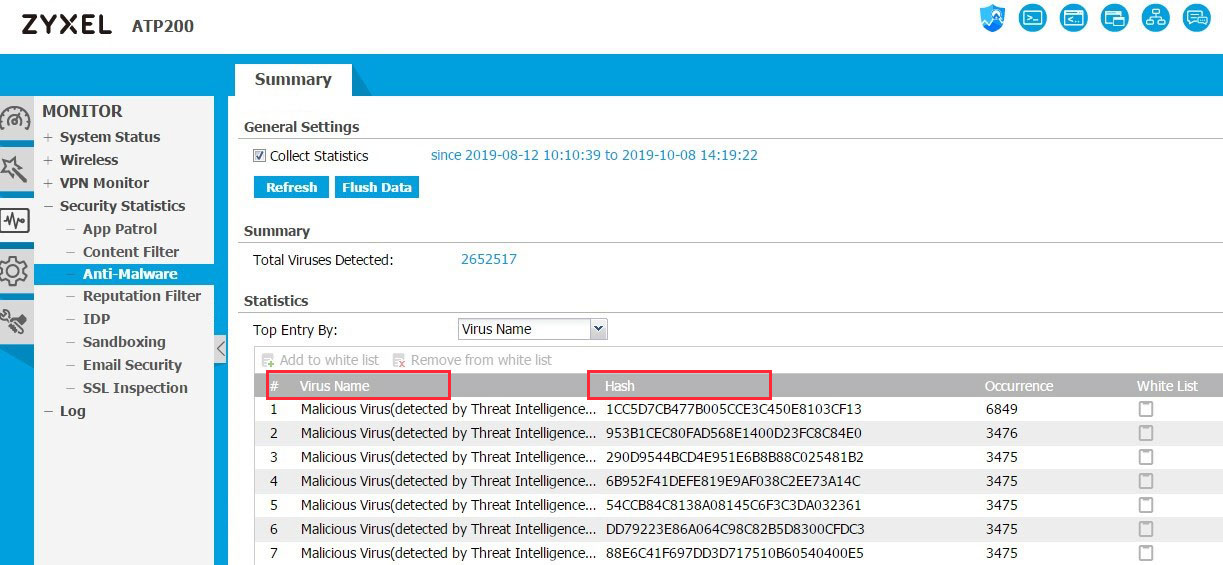 ZYXEL ATP200
Summary
MONITOR
+ System Status
+ Wireless
+ VPN Monitor
− Security Statistics
− App Patrol
− Content Filter
− Anti-Malware
− Reputation Filter
− IDP
− Sandboxing
− Email Security
− SSL Inspection
− Log
General Settings
Collect Statistics since 2019-08-12 10:10:39 to 2019-10-08 14:19:22
Refresh Flush Data
Summary
Total Viruses Detected: 2652517
Statistics
Top Entry By: Virus Name
Add to white list Remove from white list
# Virus Name Hash Occurrence White List
1 Malicious Virus(detected by Threat Intelligence... 1CC5D7CB477B005CCE3C450E8103CF13 6849
2 Malicious Virus(detected by Threat Intelligence... 953B1CEC80FAD568E1400D23FC8C84E0 3476
3 Malicious Virus(detected by Threat Intelligence... 290D9544BCD4E951E6B8B88C025481B2 3475
4 Malicious Virus(detected by Threat Intelligence... 6B952F41DEFE819E9AF038C2EE73A14C 3475
5 Malicious Virus(detected by Threat Intelligence... 54CCB84C8138A08145C6F3C3DA032361 3475
6 Malicious Virus(detected by Threat Intelligence... DD79223E86A064C98C82B5D8300CFDC3 3475
7 Malicious Virus(detected by Threat Intelligence... 88E6C41F697DD3D717510B60540400E5 3475